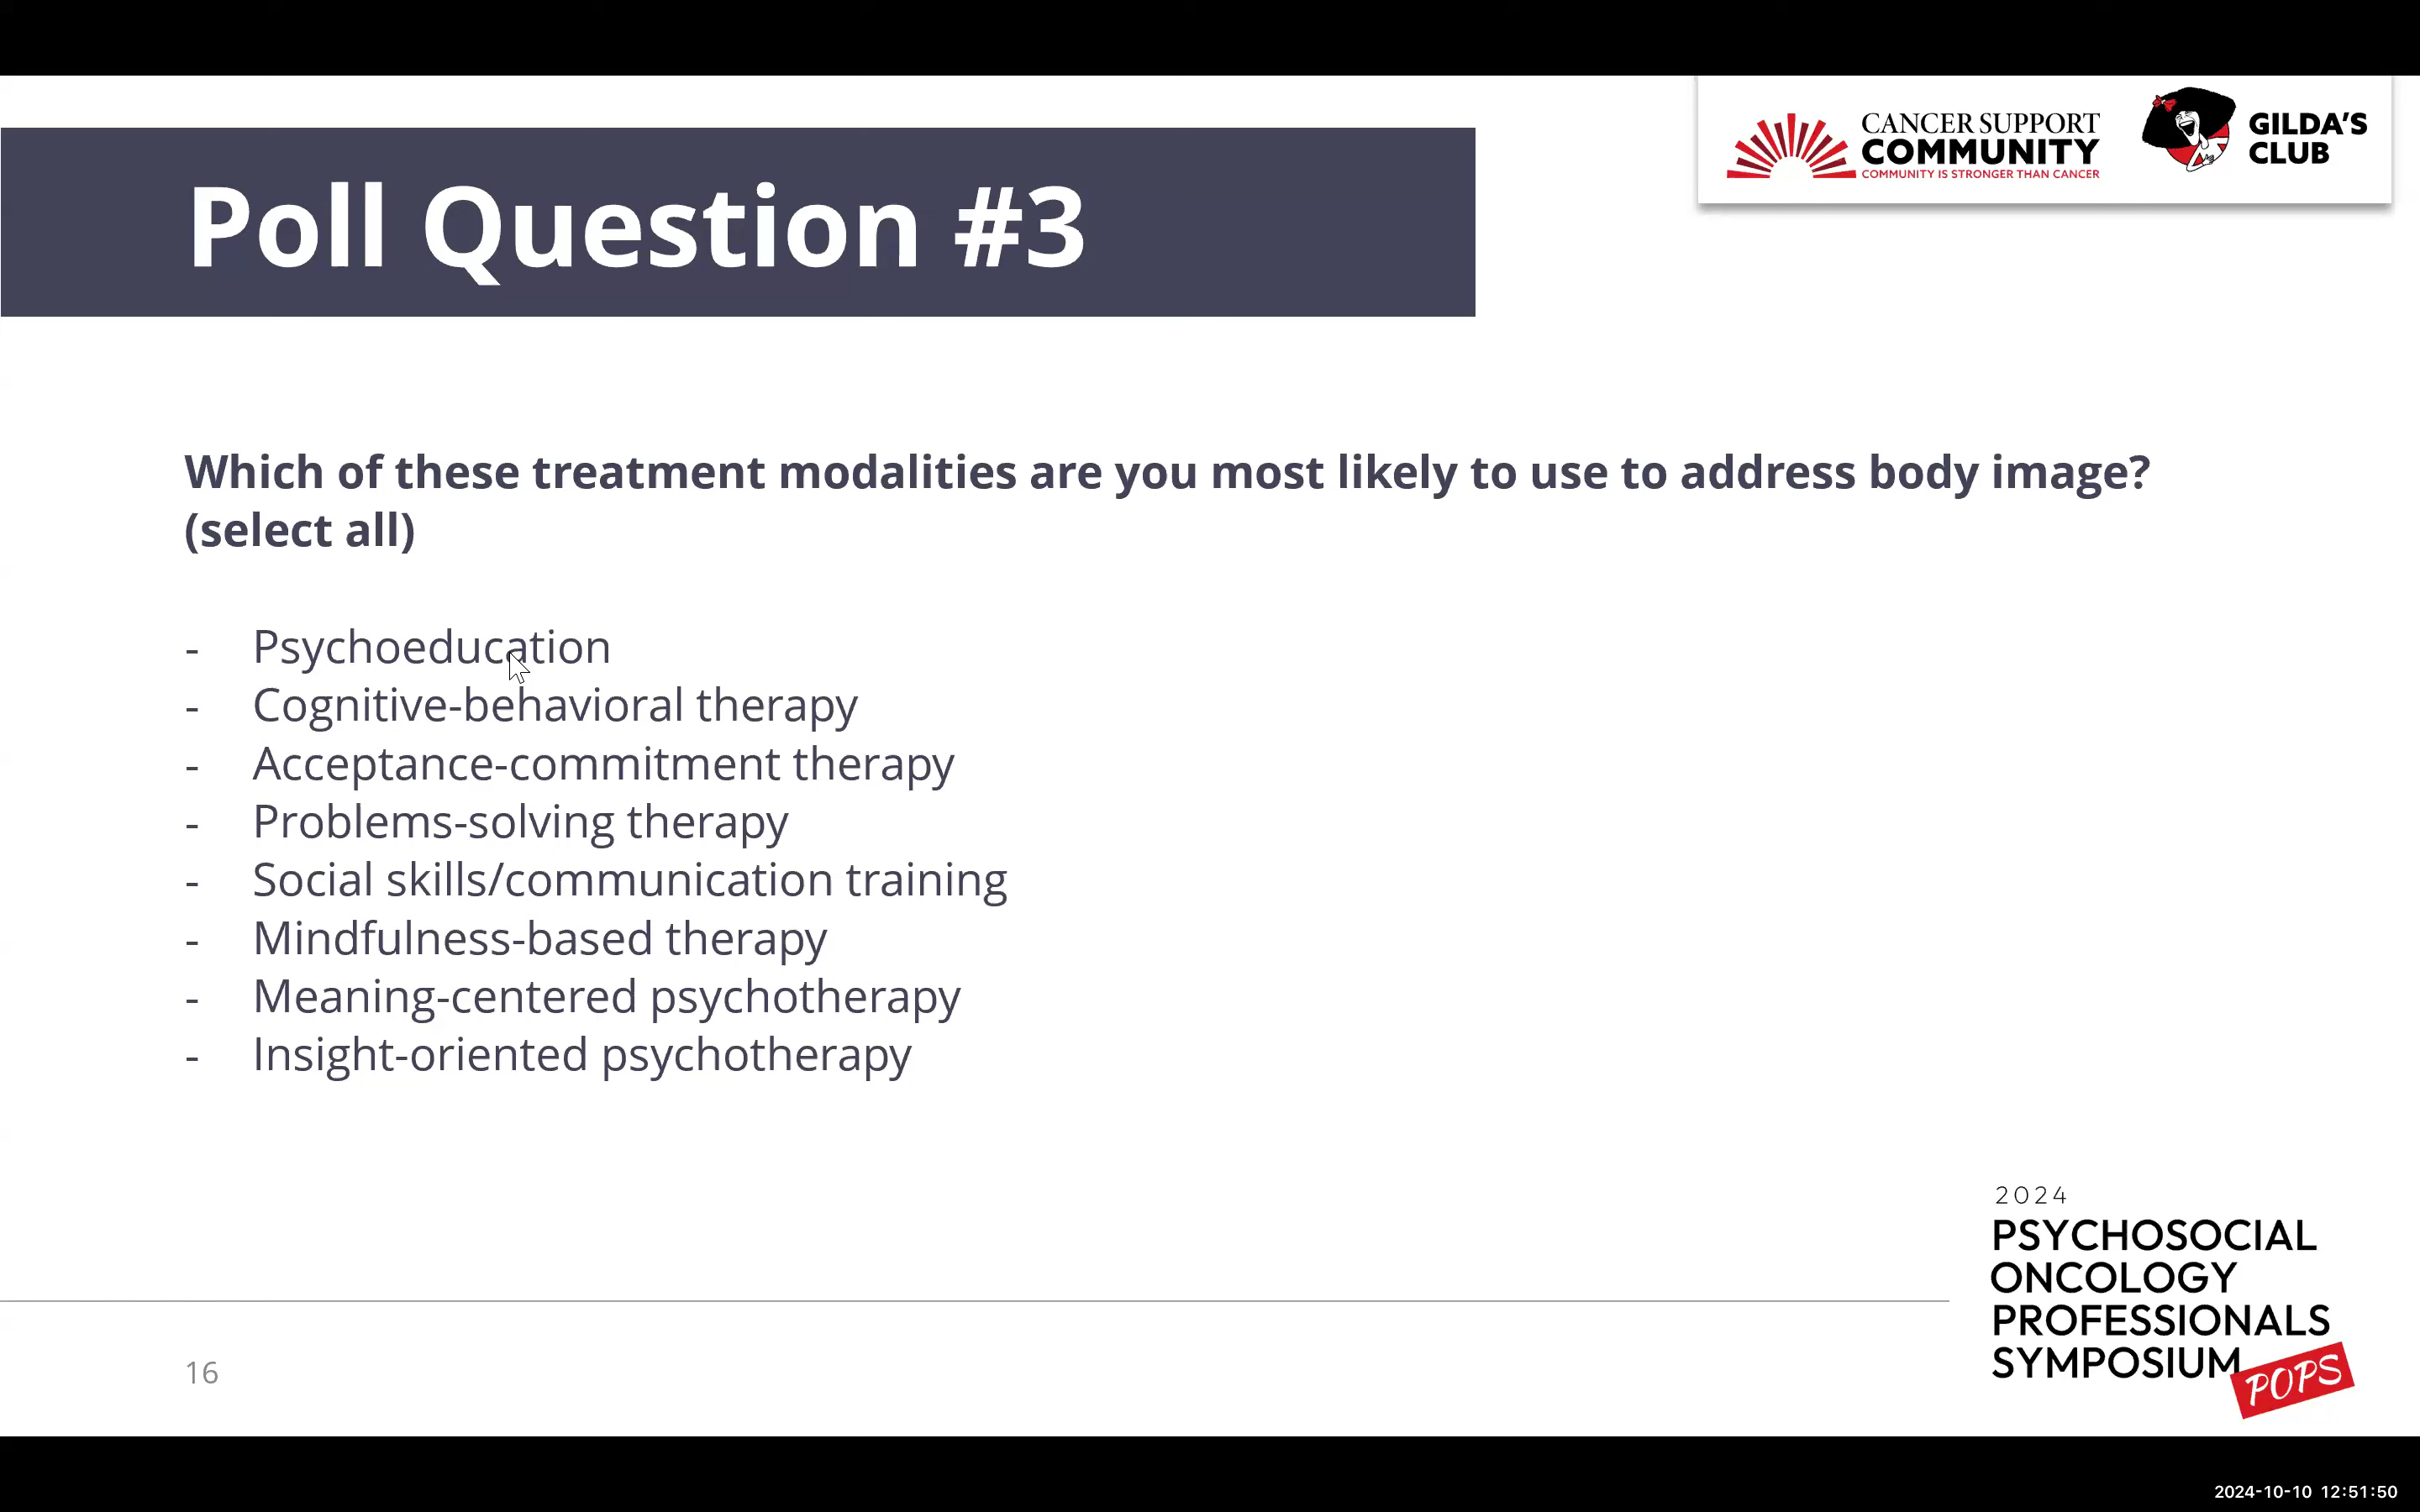 CANCER SUPPORT
COMMUNITY
COMMUNITY IS STRONGER THAN CANCER
GILDA'S
CLUB
Poll Question #3
Which of these treatment modalities are you most likely to use to address body image?
(select all)
- Psychoeducation
- Cognitive-behavioral therapy
- Acceptance-commitment therapy
- Problems-solving therapy
- Social skills/communication training
- Mindfulness-based therapy
- Meaning-centered psychotherapy
- Insight-oriented psychotherapy
2024
PSYCHOSOCIAL
ONCOLOGY
PROFESSIONALS
SYMPOSIUM
POPS
16
2024-10-10 12:51:50